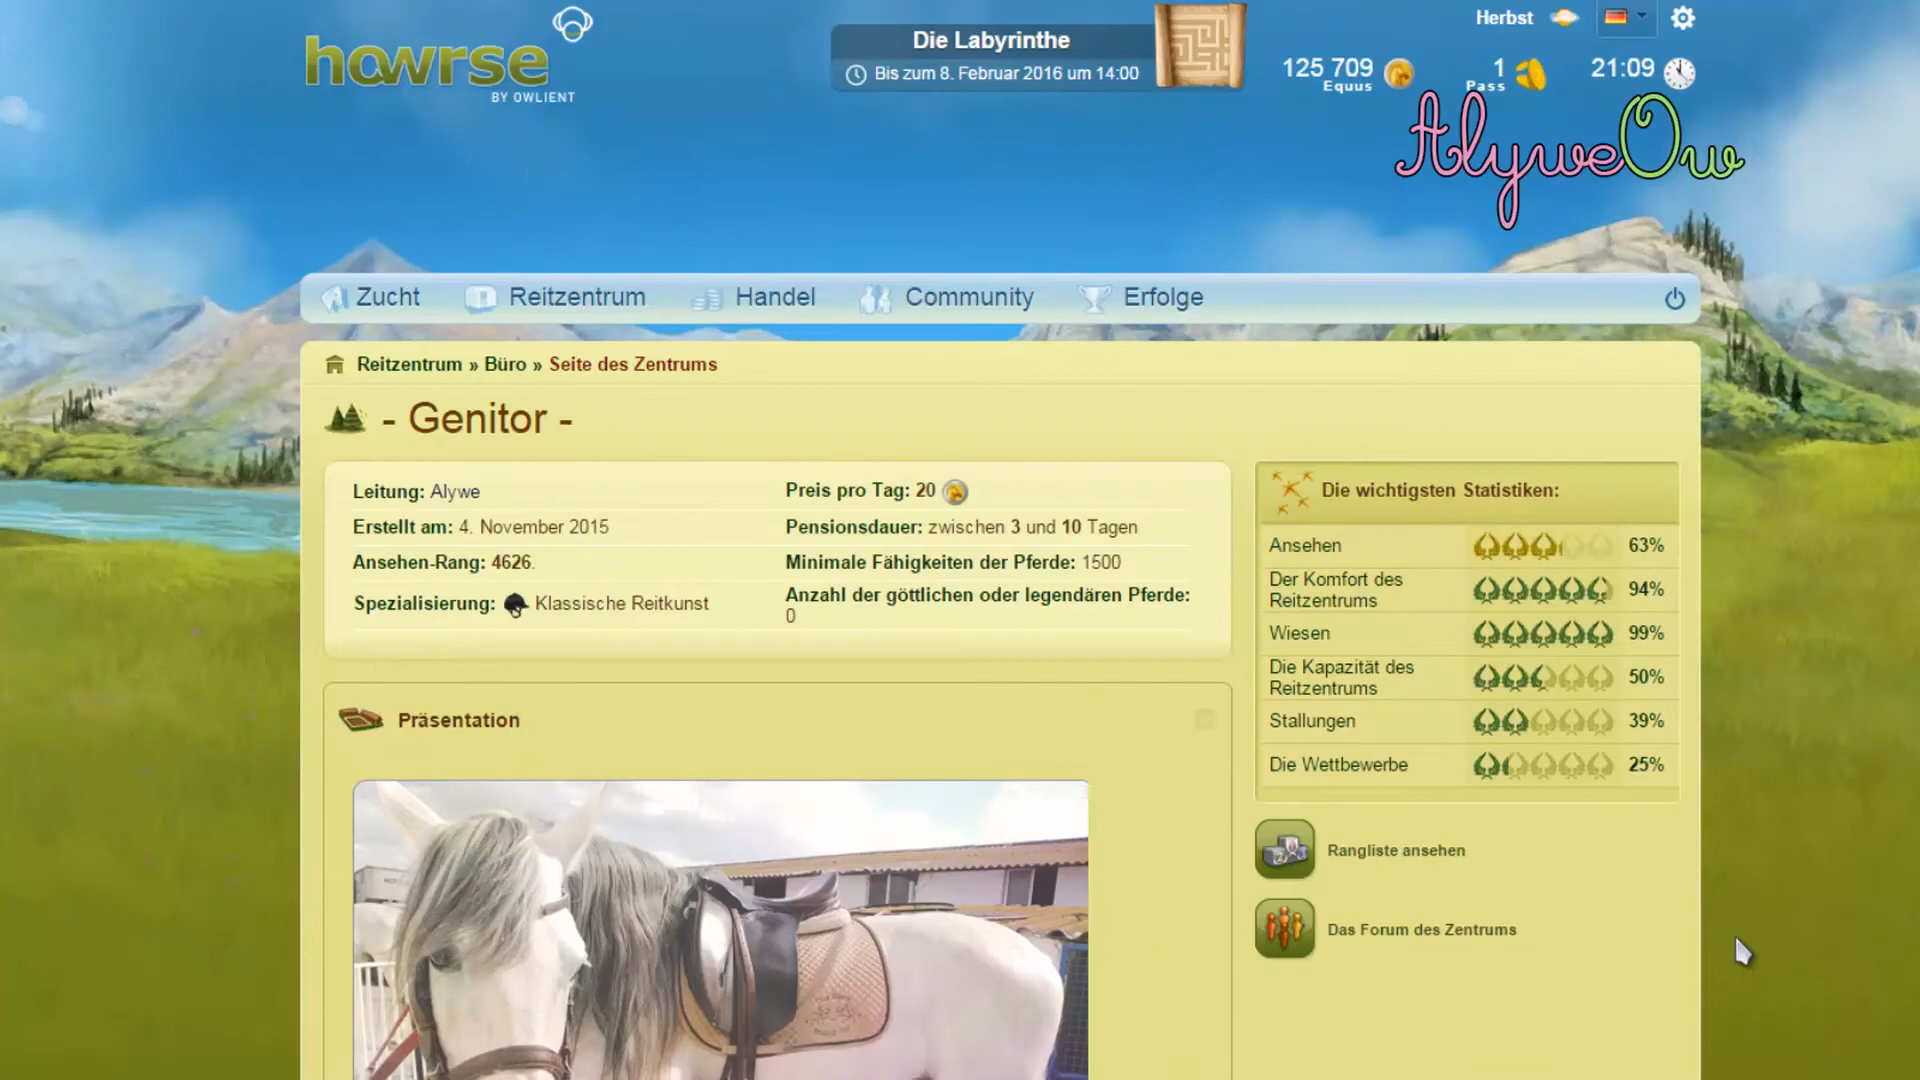 howrse
BY OWLIENT
Die Labyrinthe
Bis zum 8. Februar 2016 um 14:00
Herbst
125 709
Equus
1
Pass
21:09
AlyweOw
Zucht
Reitzentrum
Handel
Community
Erfolge
Reitzentrum » Büro » Seite des Zentrums
- Genitor -
Leitung: Alywe
Erstellt am: 4. November 2015
Ansehen-Rang: 4626.
Spezialisierung: Klassische Reitkunst
Preis pro Tag: 20
Pensionsdauer: zwischen 3 und 10 Tagen
Minimale Fähigkeiten der Pferde: 1500
Anzahl der göttlichen oder legendären Pferde:
0
Die wichtigsten Statistiken:
Ansehen 63%
Der Komfort des
Reitzentrums 94%
Wiesen 99%
Die Kapazität des
Reitzentrums 50%
Stallungen 39%
Die Wettbewerbe 25%
Präsentation
Rangliste ansehen
Das Forum des Zentrums